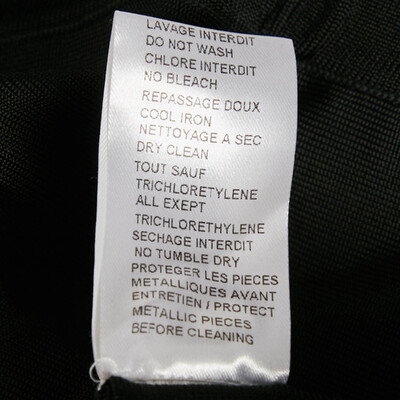 LAVAGE INTERDIT
DO NOT WASH
CHLORE INTERDIT
NO BLEACH
REPASSAGE DOUX
COOL IRON
NETTOYAGE A SEC
DRY CLEAN
TOUT SAUF
TRICHLORETYLENE
ALL EXEPT
TRICHLORETHYLENE
SECHAGE INTERDIT
NO TUMBLE DRY
PROTEGER LES PIECES
METALLIQUES AVANT
ENTRETIEN / PROTECT
METALLIC PIECES
BEFORE CLEANING